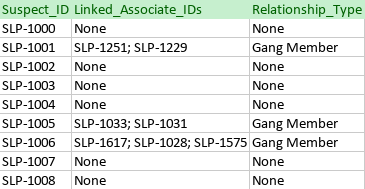 Suspect_ID Linked_Associate_IDs Relationship_Type
SLP-1000 None None
SLP-1001 SLP-1251; SLP-1229 Gang Member
SLP-1002 None None
SLP-1003 None None
SLP-1004 None None
SLP-1005 SLP-1033; SLP-1031 Gang Member
SLP-1006 SLP-1617; SLP-1028; SLP-1575 Gang Member
SLP-1007 None None
SLP-1008 None None